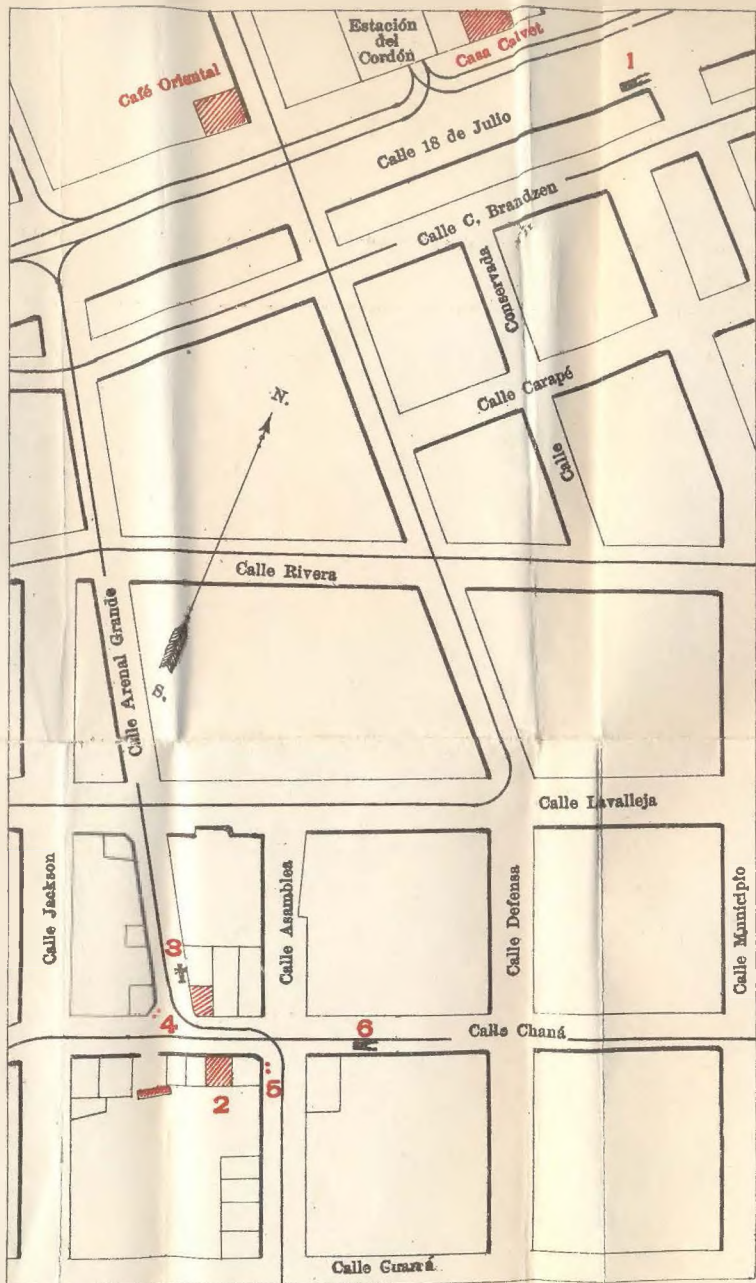 Estación
del
Cordón
Casa Calvet
Café Oriental
1
Calle 18 de Julio
Calle C. Brandzen
Conservada
Calle Carapé
Calle
N.
S.
Calle Rivera
Calle Arenal Grande
Calle Lavalleja
Calle Jackson
Calle Asamblea
Calle Defensa
Calle Municipio
3
4
6
Calle Chaná
5
2
Calle Guarrá